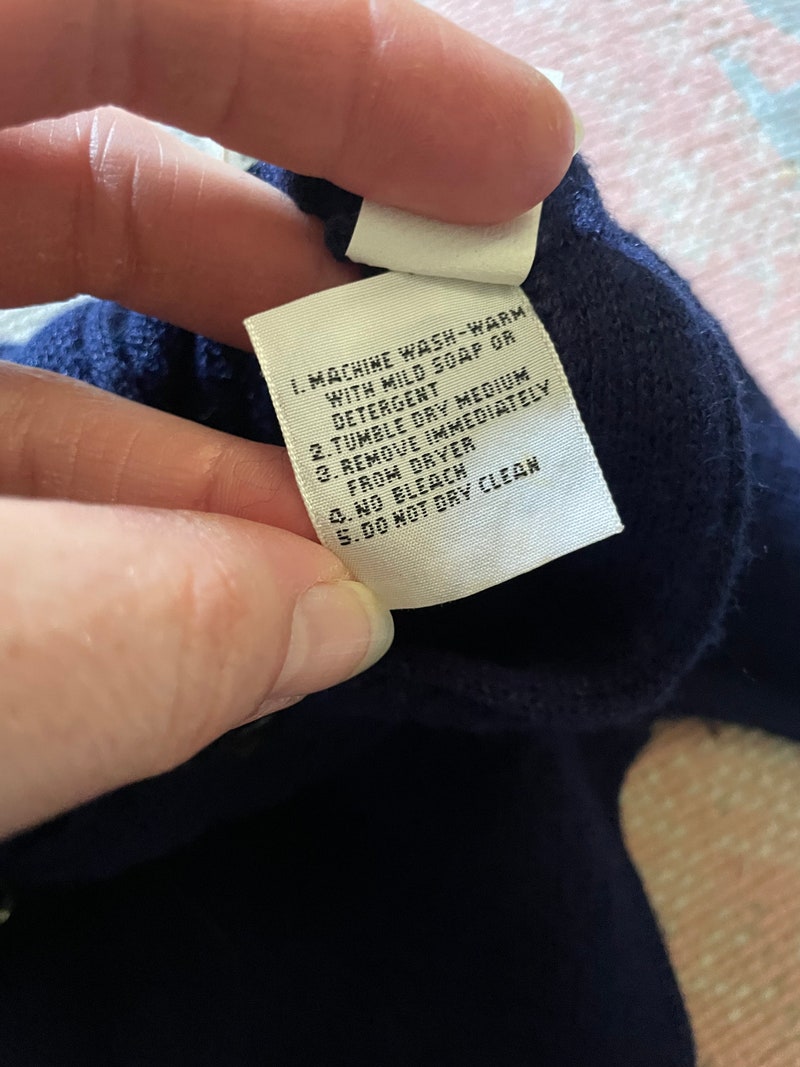 1. MACHINE WASH-WARM
WITH MILD SOAP OR
DETERGENT
2. TUMBLE DRY MEDIUM
3. REMOVE IMMEDIATELY
FROM DRYER
4. NO BLEACH
5. DO NOT DRY CLEAN